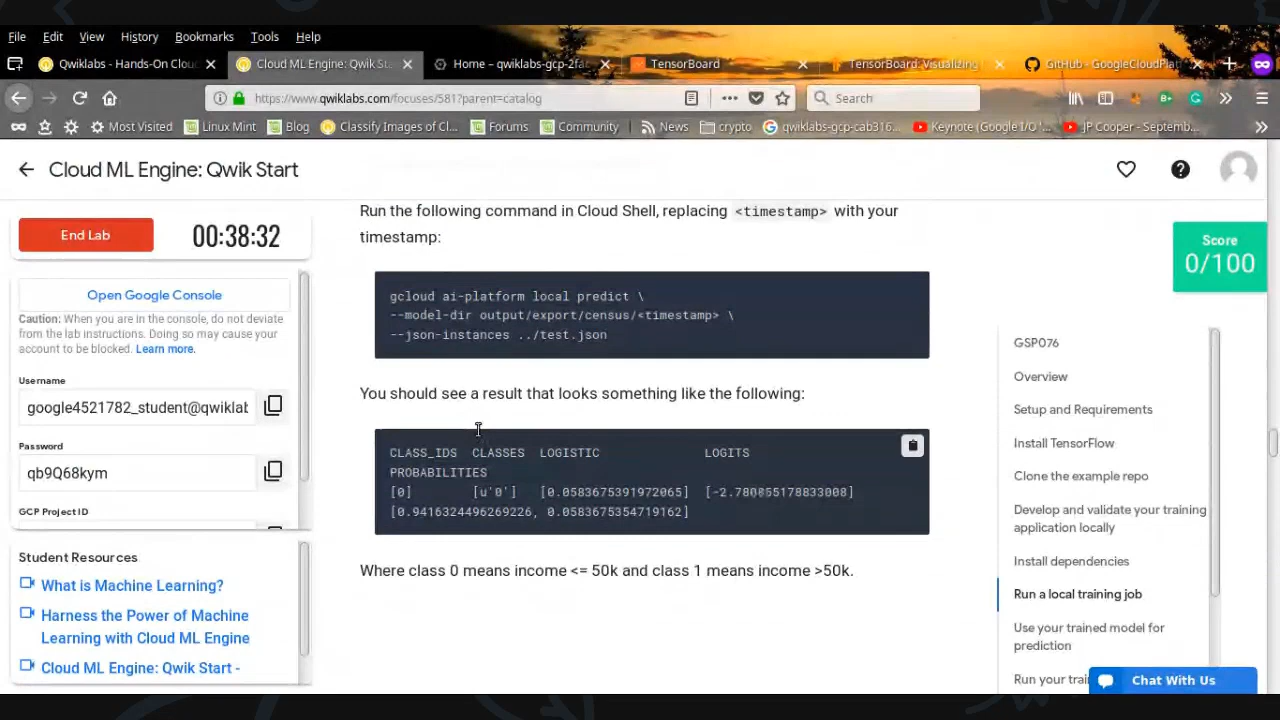 File Edit View History Bookmarks Tools Help
Qwiklabs - Hands-On Clou
Cloud ML Engine: Qwik St
Home – qwiklabs-gcp-2fa
TensorBoard
TensorBoard: Visualizing
GitHub - GoogleCloudPlat
https://www.qwiklabs.com/focuses/581?parent=catalog
Search
Most Visited
Linux Mint
Blog
Classify Images of Cl...
Forums
Community
News
crypto
qwiklabs-gcp-cab316...
Keynote (Google I/O '...
JP Cooper - Septemb...
Cloud ML Engine: Qwik Start
End Lab
00:38:32
Open Google Console
Caution: When you are in the console, do not deviate
from the lab instructions. Doing so may cause your
account to be blocked. Learn more.
Username
google4521782_student@qwiklab
Password
qb9Q68kym
GCP Project ID
Student Resources
What is Machine Learning?
Harness the Power of Machine
Learning with Cloud ML Engine
Cloud ML Engine: Qwik Start -
Run the following command in Cloud Shell, replacing <timestamp> with your
timestamp:
gcloud ai-platform local predict \
--model-dir output/export/census/<timestamp> \
--json-instances ../test.json
You should see a result that looks something like the following:
CLASS_IDS CLASSES LOGISTIC LOGITS
PROBABILITIES
[0] [u'0'] [0.0583675391972065] [-2.780855178833008]
[0.9416324496269226, 0.0583675354719162]
Where class 0 means income <= 50k and class 1 means income >50k.
Score
0/100
GSP076
Overview
Setup and Requirements
Install TensorFlow
Clone the example repo
Develop and validate your training
application locally
Install dependencies
Run a local training job
Use your trained model for
prediction
Run your trai
Chat With Us